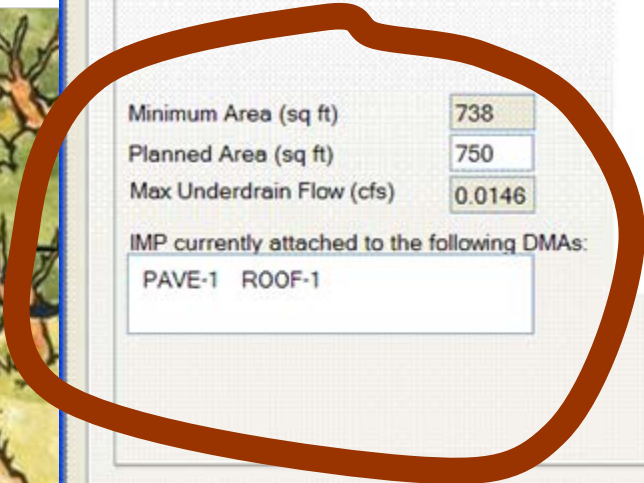 Minimum Area (sq ft) 738
Planned Area (sq ft) 750
Max Underdrain Flow (cfs) 0.0146
IMP currently attached to the following DMAs:
PAVE-1 ROOF-1